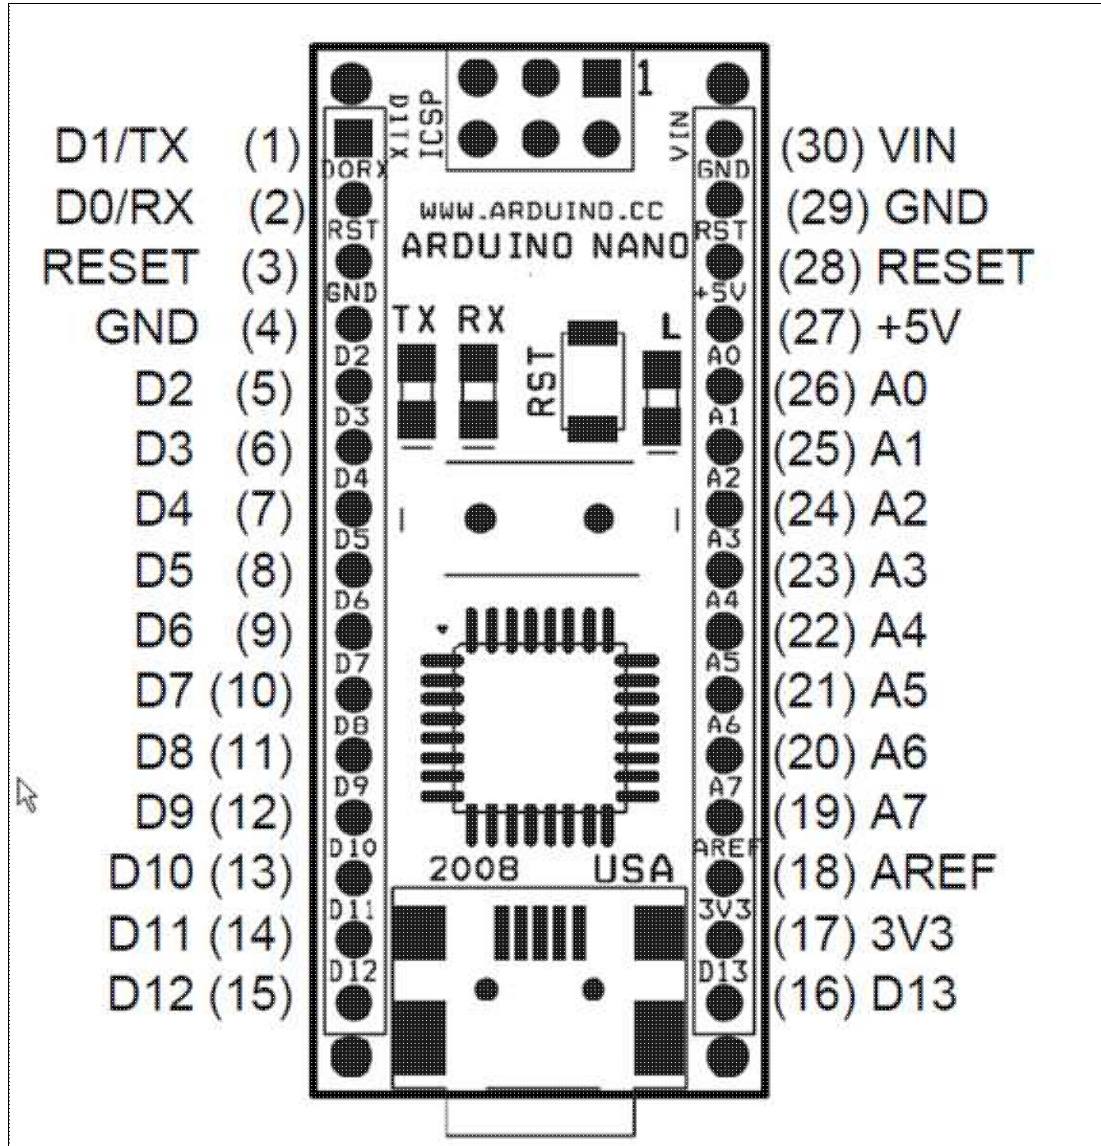 D1/TX (1)
D0/RX (2)
RESET (3)
GND (4)
D2 (5)
D3 (6)
D4 (7)
D5 (8)
D6 (9)
D7 (10)
D8 (11)
D9 (12)
D10 (13)
D11 (14)
D12 (15)
D1TX
ICSP
1
VIN
DORX
GND
WWW.ARDUINO.CC
RST
RST
ARDUINO NANO
GND
+5V
TX RX
L
RST
D2
A0
D3
A1
D4
A2
D5
A3
D6
A4
D7
A5
D8
A6
D9
A7
D10
AREF
2008 USA
D11
3V3
D12
D13
(30) VIN
(29) GND
(28) RESET
(27) +5V
(26) A0
(25) A1
(24) A2
(23) A3
(22) A4
(21) A5
(20) A6
(19) A7
(18) AREF
(17) 3V3
(16) D13